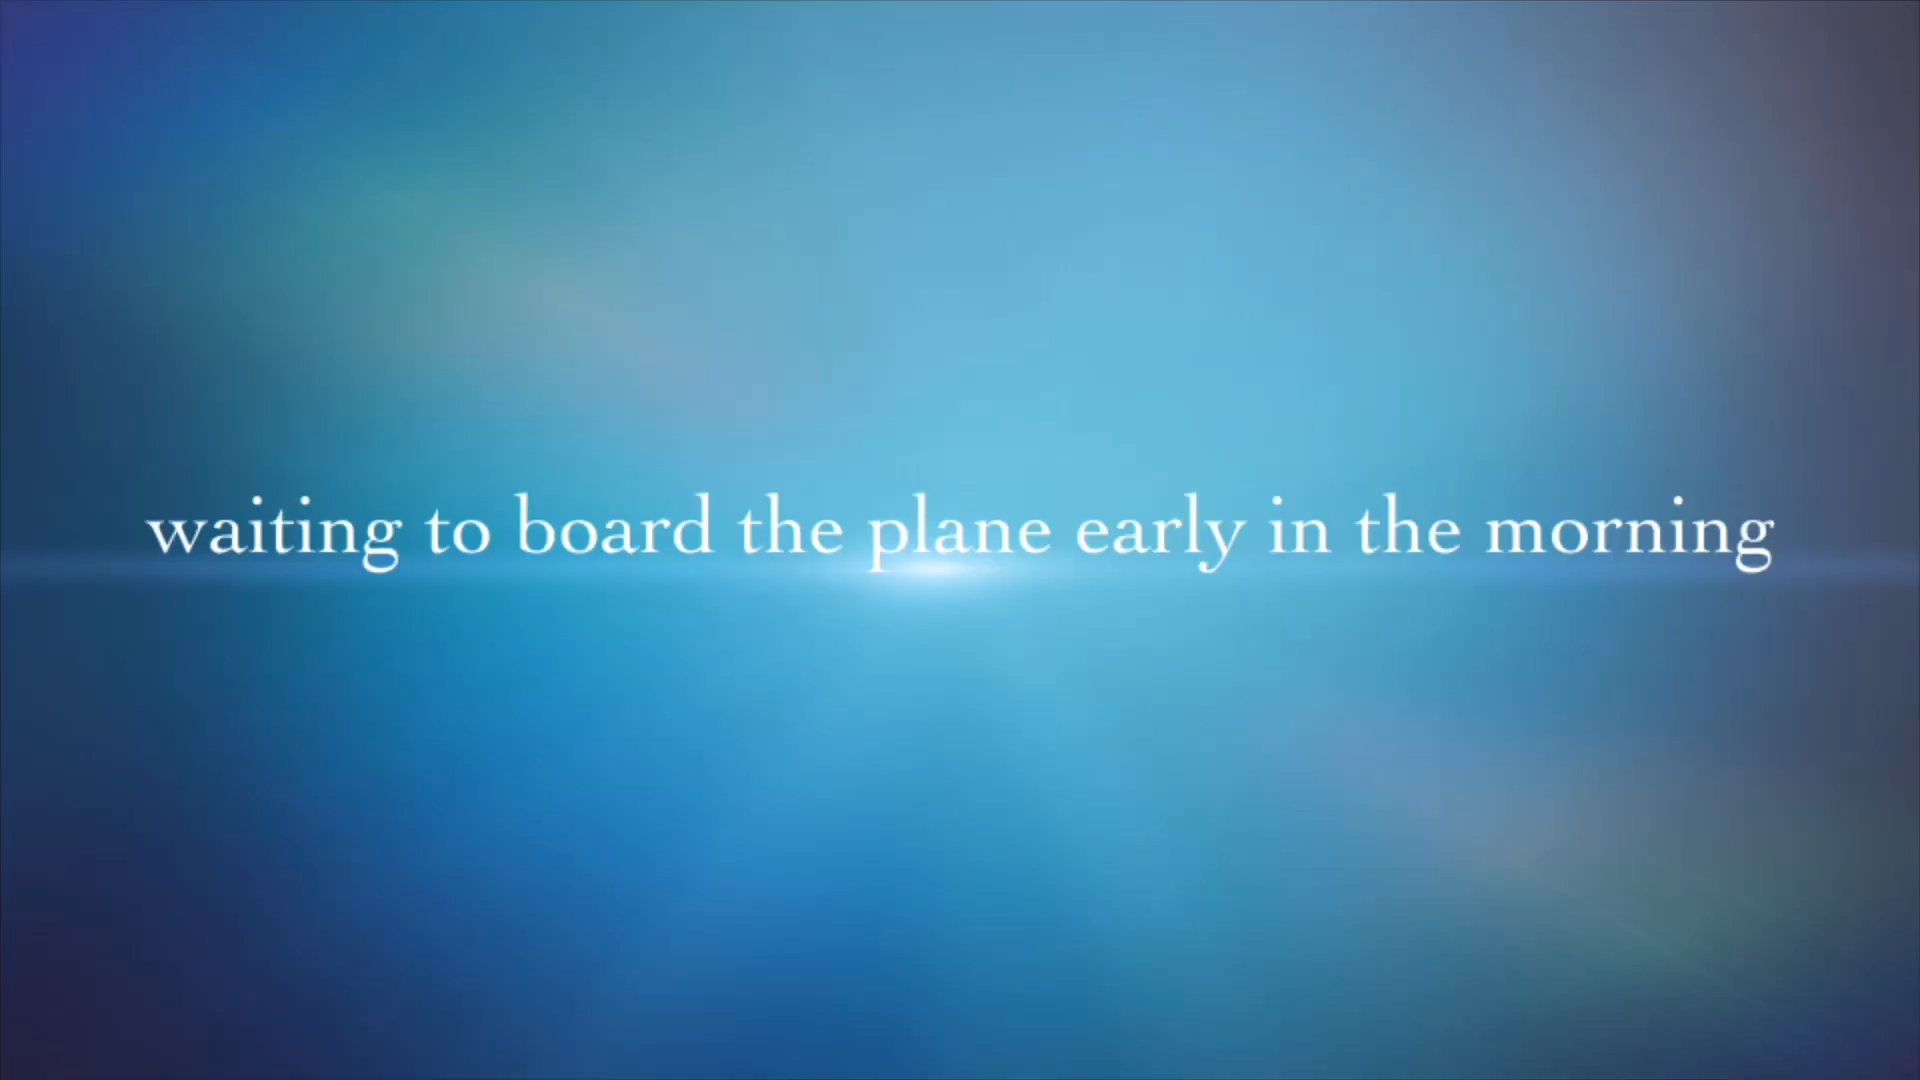 waiting to board the plane early in the morning